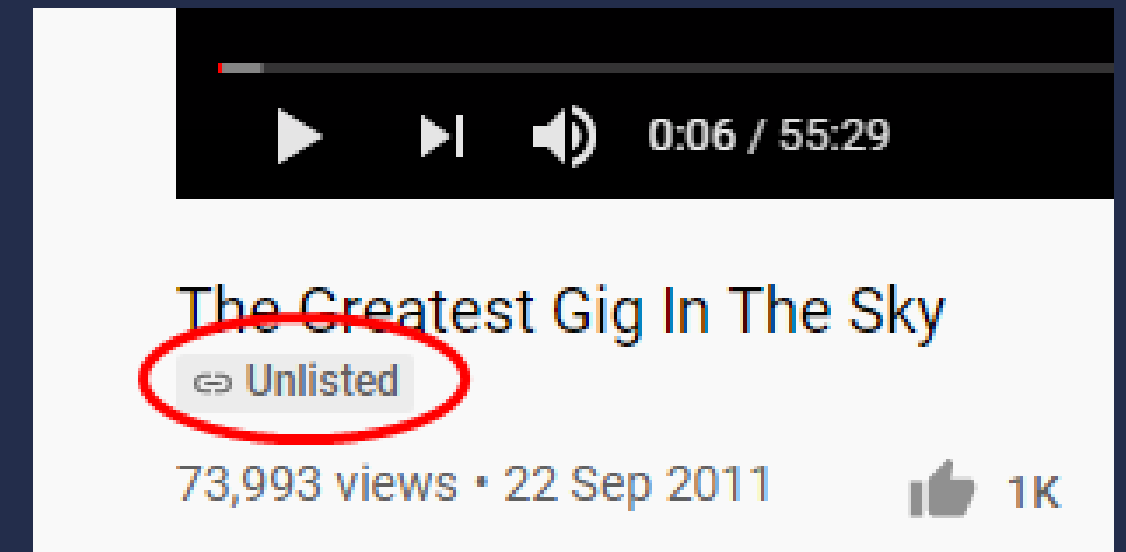 0:06 / 55:29
The Greatest Gig In The Sky
Unlisted
73,993 views • 22 Sep 2011 1K